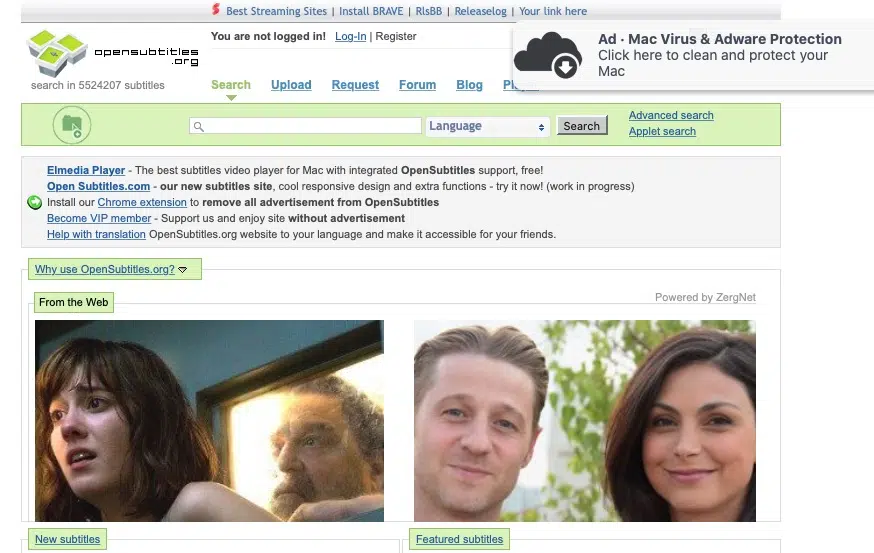 Best Streaming Sites | Install BRAVE | RlsBB | Releaselog | Your link here
You are not logged in! Log-In | Register
Ad · Mac Virus & Adware Protection
Click here to clean and protect your
Mac
opensubtitles
.org
search in 5524207 subtitles
Search Upload Request Forum Blog
Language Search
Advanced search
Applet search
Elmedia Player - The best subtitles video player for Mac with integrated OpenSubtitles support, free!
Open Subtitles.com - our new subtitles site, cool responsive design and extra functions - try it now! (work in progress)
Install our Chrome extension to remove all advertisement from OpenSubtitles
Become VIP member - Support us and enjoy site without advertisement
Help with translation OpenSubtitles.org website to your language and make it accessible for your friends.
Why use OpenSubtitles.org?
From the Web
Powered by ZergNet
New subtitles
Featured subtitles